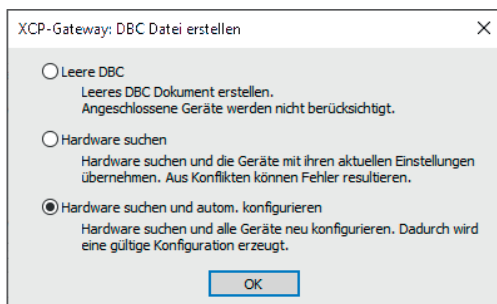 XCP-Gateway: DBC Datei erstellen
Leere DBC
Leeres DBC Dokument erstellen.
Angeschlossene Geräte werden nicht berücksichtigt.
Hardware suchen
Hardware suchen und die Geräte mit ihren aktuellen Einstellungen
übernehmen. Aus Konflikten können Fehler resultieren.
Hardware suchen und autom. konfigurieren
Hardware suchen und alle Geräte neu konfigurieren. Dadurch wird
eine gültige Konfiguration erzeugt.
OK